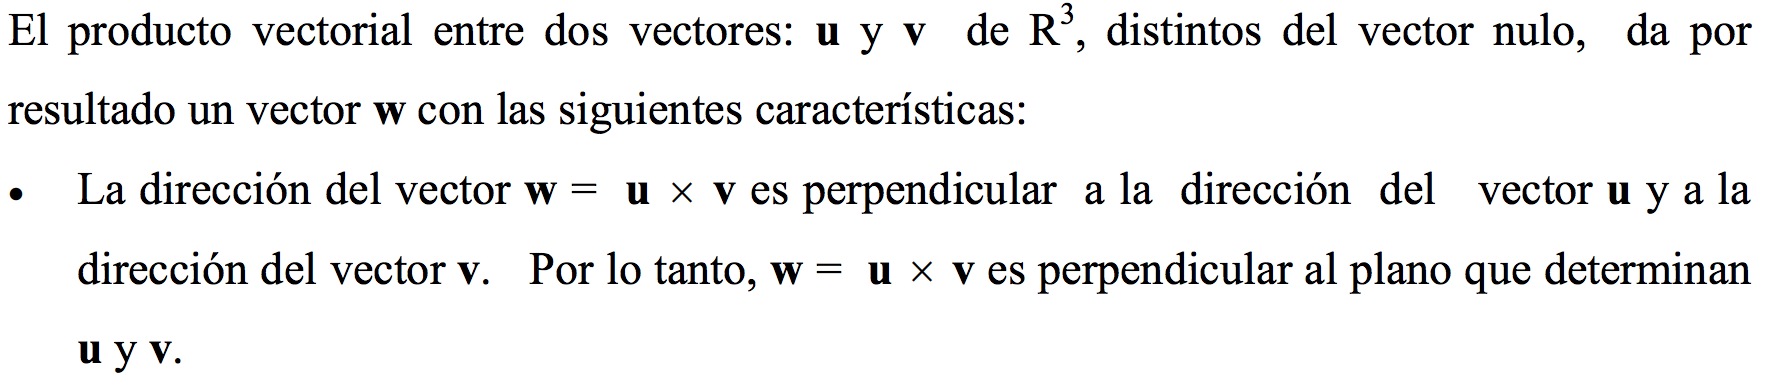 El producto vectorial entre dos vectores: u y v de R³, distintos del vector nulo, da por
resultado un vector w con las siguientes características:
• La dirección del vector w = u × v es perpendicular a la dirección del vector u y a la
dirección del vector v. Por lo tanto, w = u × v es perpendicular al plano que determinan
u y v.